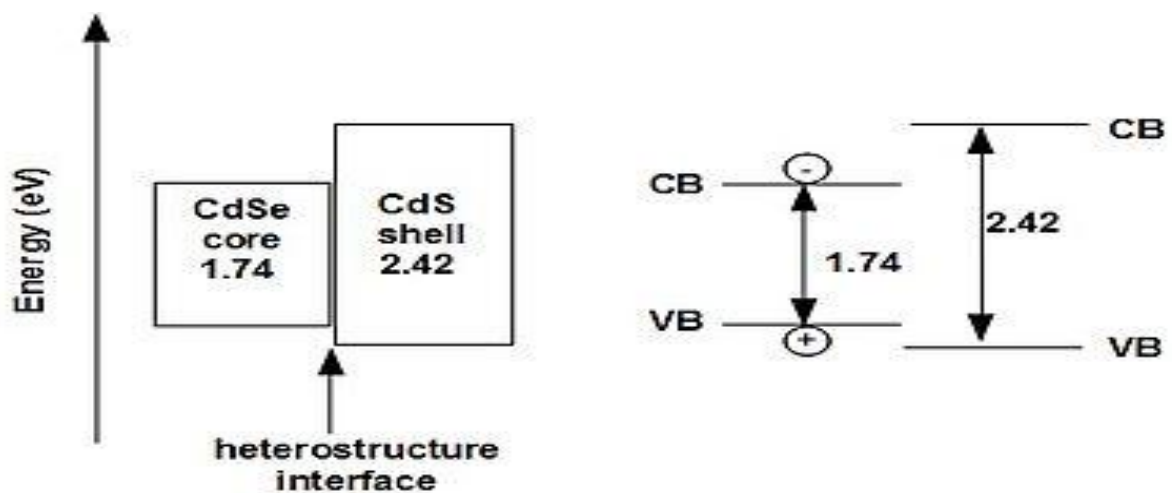 Energy (eV)
CdSe
core
1.74
CdS
shell
2.42
heterostructure
interface
CB
-
1.74
VB
+
CB
2.42
VB